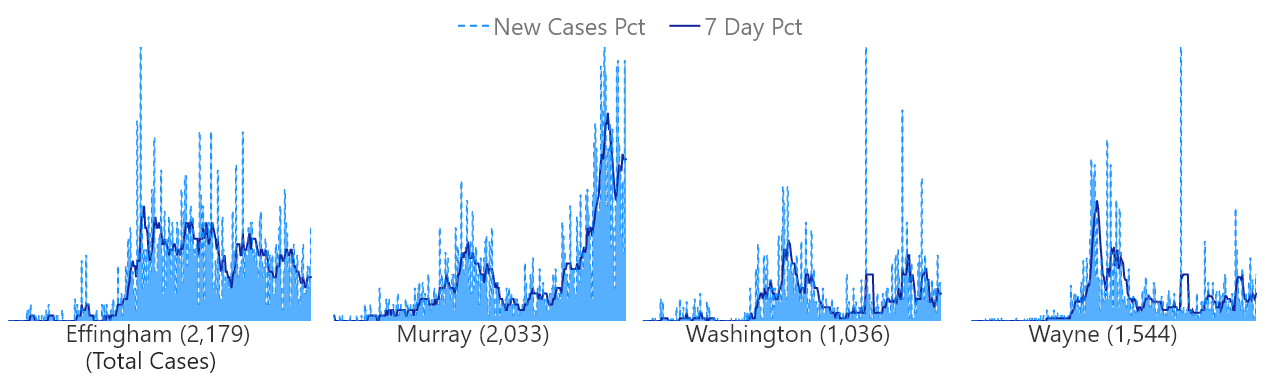 New Cases Pct 7 Day Pct
Effingham (2,179) Murray (2,033) Washington (1,036) Wayne (1,544)
(Total Cases)